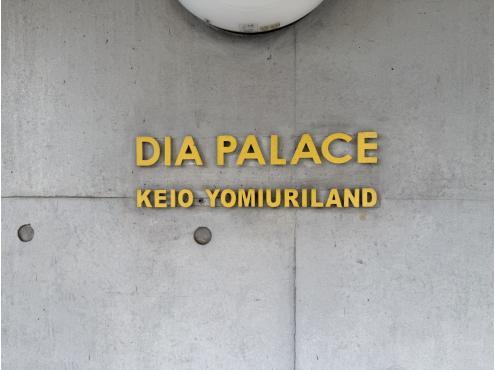 DIA PALACE
KEIO YOMIURILAND